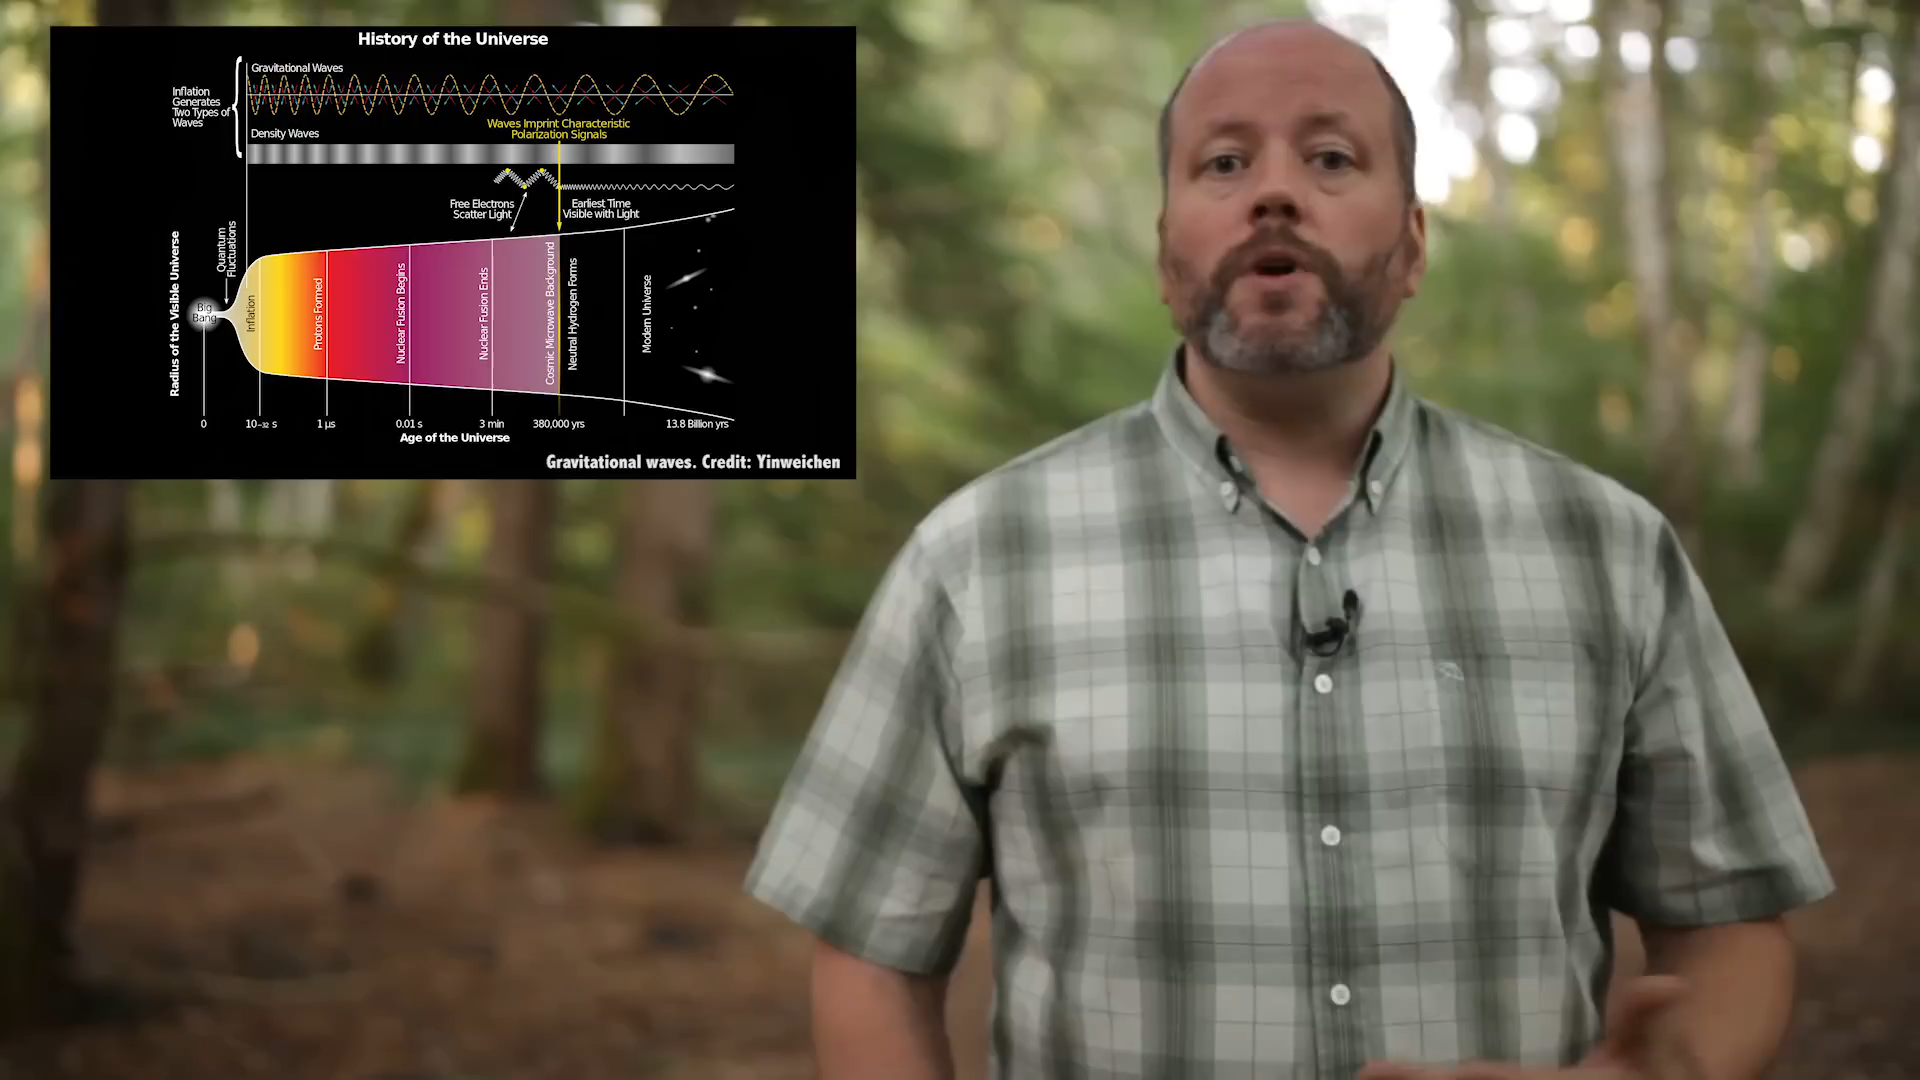 History of the Universe
Gravitational Waves
Inflation
Generates
Two Types of
Waves
Waves Imprint Characteristic
Polarization Signals
Density Waves
Free Electrons
Scatter Light
Earliest Time
Visible with Light
Radius of the Visible Universe
Quantum
Fluctuations
Big
Bang
Inflation
Protons Formed
Nuclear Fusion Begins
Nuclear Fusion Ends
Cosmic Microwave Background
Neutral Hydrogen Forms
Modern Universe
0
10⁻³² s
1 µs
0.01 s
3 min
380,000 yrs
13.8 Billion yrs
Age of the Universe
Gravitational waves. Credit: Yinweichen